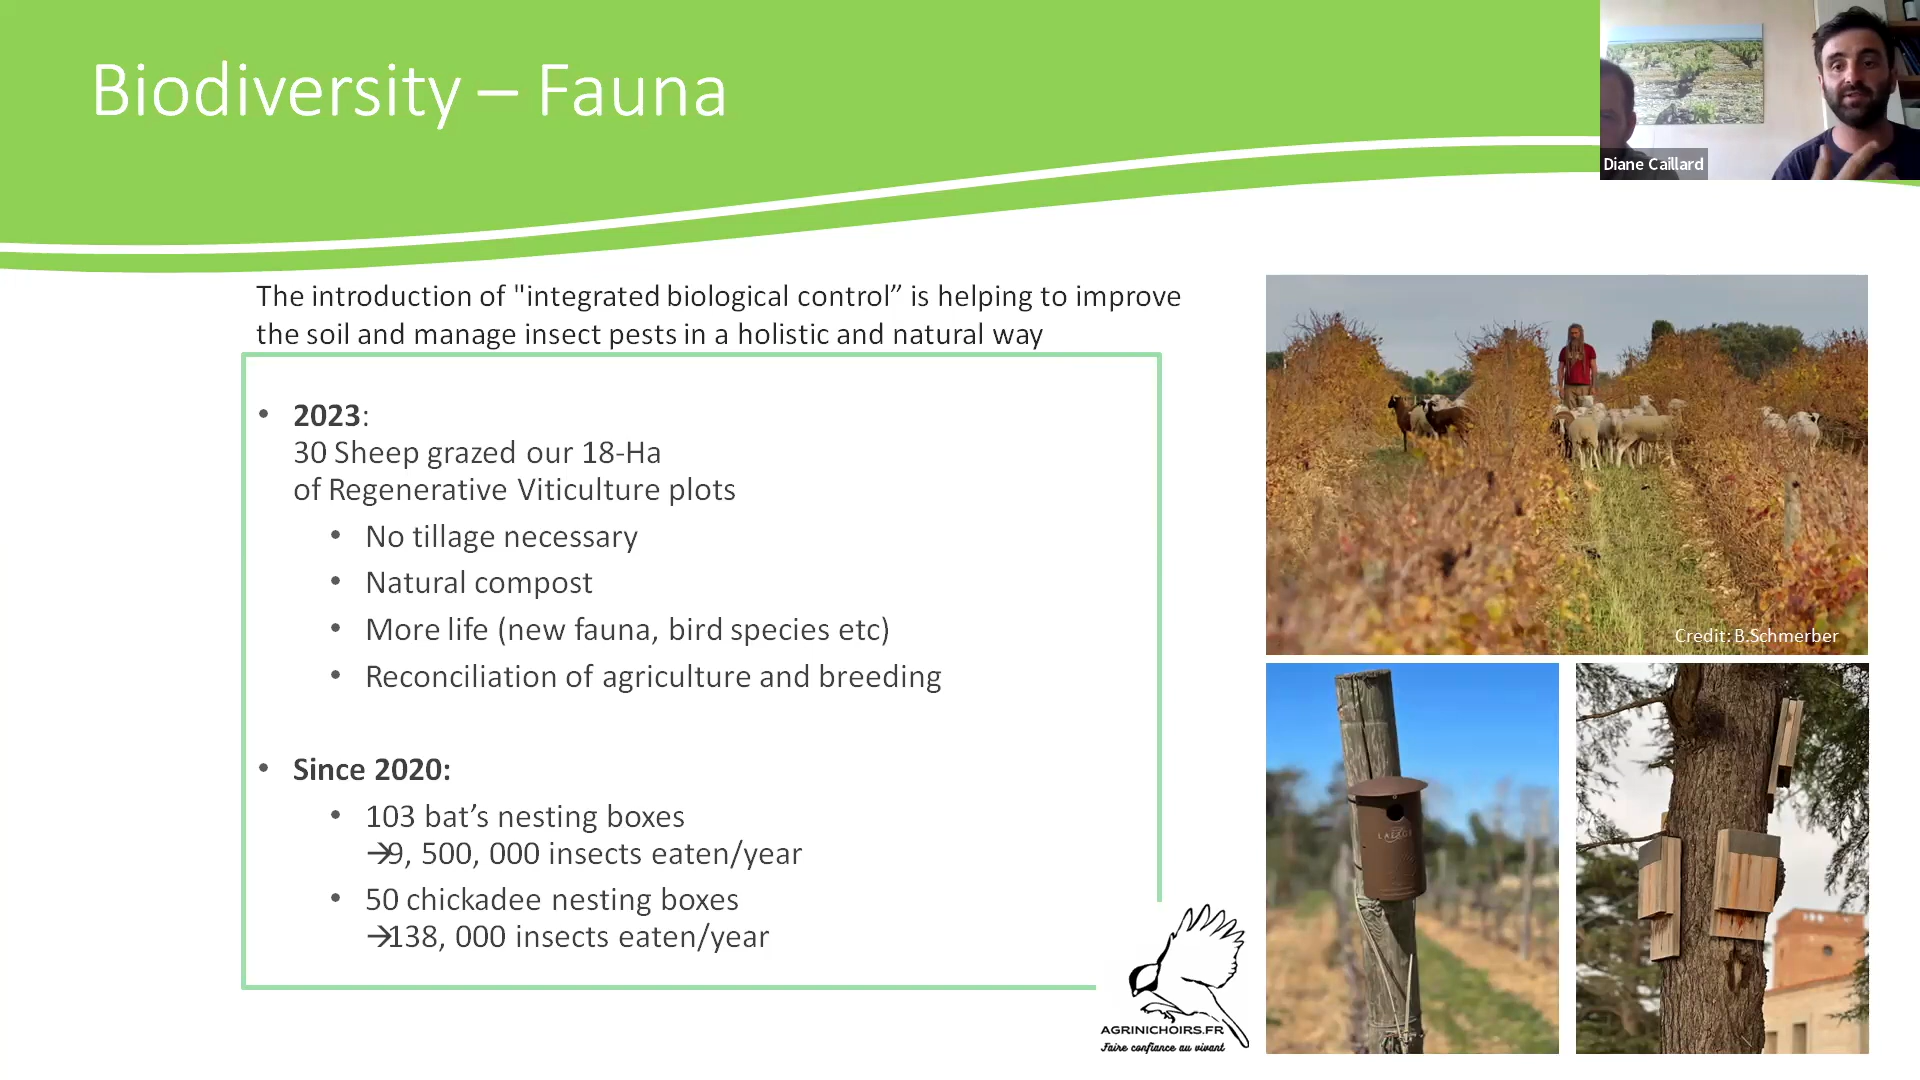 Biodiversity – Fauna
Diane Caillard
The introduction of "integrated biological control” is helping to improve
the soil and manage insect pests in a holistic and natural way
• 2023:
30 Sheep grazed our 18-Ha
of Regenerative Viticulture plots
• No tillage necessary
• Natural compost
• More life (new fauna, bird species etc)
• Reconciliation of agriculture and breeding
• Since 2020:
• 103 bat’s nesting boxes
→9, 500, 000 insects eaten/year
• 50 chickadee nesting boxes
→138, 000 insects eaten/year
AGRINICHOIRS.FR
Faire confiance au vivant
Credit: B.Schmerber